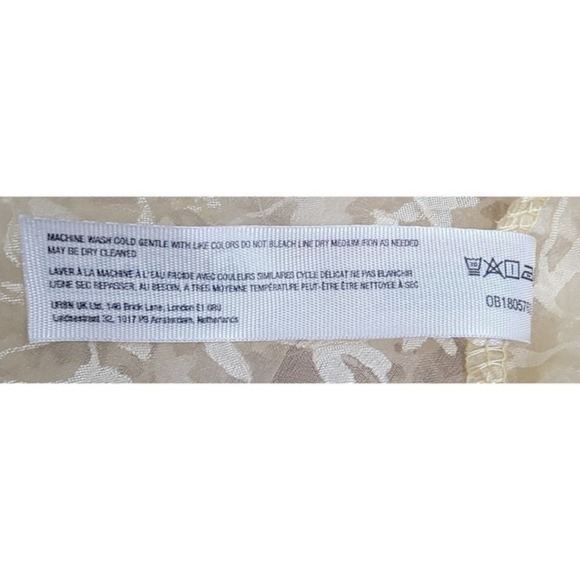 MACHINE WASH COLD GENTLE WITH LIKE COLORS DO NOT BLEACH LINE DRY MEDIUM IRON AS NEEDED
MAY BE DRY CLEANED
LAVER À LA MACHINE À L'EAU FROIDE AVEC COULEURS SIMILAIRES CYCLE DÉLICAT NE PAS BLANCHIR
LIGNE SEC REPASSER, AU BESOIN, À TRÈS MOYENNE TEMPÉRATURE PEUT-ÊTRE ÊTRE NETTOYÉE À SEC
URBN UK Ltd, 146 Brick Lane, London E1 6RU
Leidsestraat 32, 1017 PB Amsterdam, Netherlands
OB18057